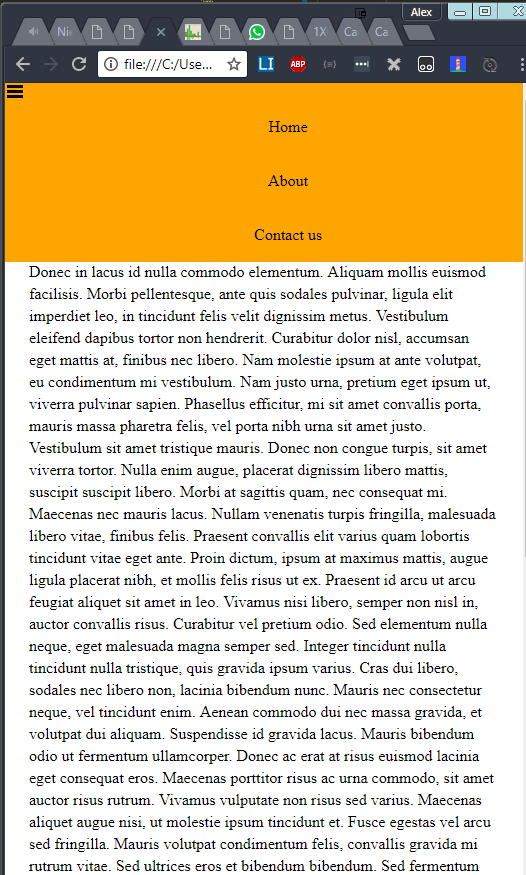 Alex
Ni
1X
Ca
Ca
file:///C:/Use...
LI
ABP
Home
About
Contact us
Donec in lacus id nulla commodo elementum. Aliquam mollis euismod
facilisis. Morbi pellentesque, ante quis sodales pulvinar, ligula elit
imperdiet leo, in tincidunt felis velit dignissim metus. Vestibulum
eleifend dapibus tortor non hendrerit. Curabitur dolor nisl, accumsan
eget mattis at, finibus nec libero. Nam molestie ipsum at ante volutpat,
eu condimentum mi vestibulum. Nam justo urna, pretium eget ipsum ut,
viverra pulvinar sapien. Phasellus efficitur, mi sit amet convallis porta,
mauris massa pharetra felis, vel porta nibh urna sit amet justo.
Vestibulum sit amet tristique mauris. Donec non congue turpis, sit amet
viverra tortor. Nulla enim augue, placerat dignissim libero mattis,
suscipit suscipit libero. Morbi at sagittis quam, nec consequat mi.
Maecenas nec mauris lacus. Nullam venenatis turpis fringilla, malesuada
libero vitae, finibus felis. Praesent convallis elit varius quam lobortis
tincidunt vitae eget ante. Proin dictum, ipsum at maximus mattis, augue
ligula placerat nibh, et mollis felis risus ut ex. Praesent id arcu ut arcu
feugiat aliquet sit amet in leo. Vivamus nisi libero, semper non nisl in,
auctor convallis risus. Curabitur vel pretium odio. Sed elementum nulla
neque, eget malesuada magna semper sed. Integer tincidunt nulla
tincidunt nulla tristique, quis gravida ipsum varius. Cras dui libero,
sodales nec libero non, lacinia bibendum nunc. Mauris nec consectetur
neque, vel tincidunt enim. Aenean commodo dui nec massa gravida, et
volutpat dui aliquam. Suspendisse id gravida lacus. Mauris bibendum
odio ut fermentum ullamcorper. Donec ac erat at risus euismod lacinia
eget consequat eros. Maecenas porttitor risus ac urna commodo, sit amet
auctor risus rutrum. Vivamus vulputate non risus sed varius. Maecenas
aliquet augue nisi, ut molestie ipsum tincidunt et. Fusce egestas vel arcu
sed fringilla. Mauris volutpat condimentum felis, convallis gravida mi
rutrum vitae. Sed ultrices eros et bibendum bibendum. Sed fermentum